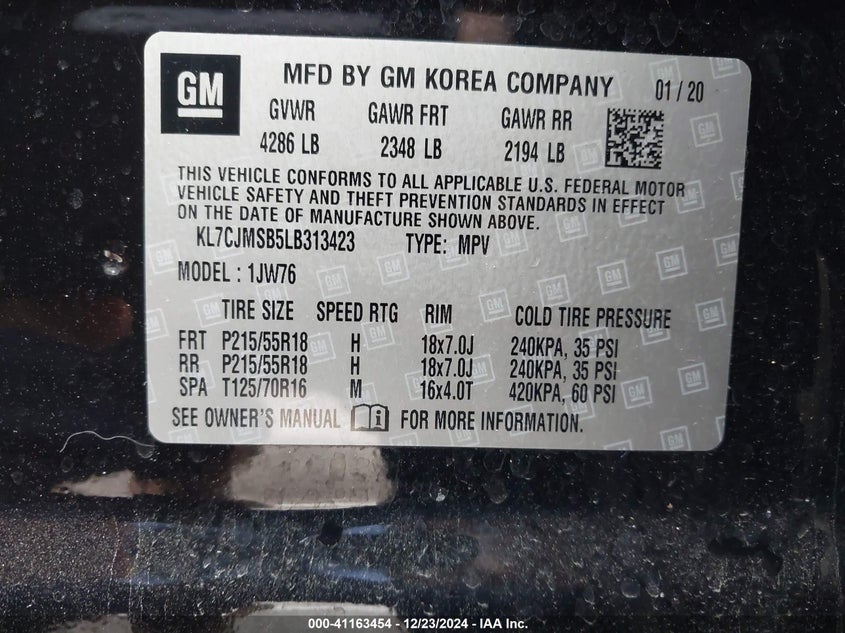 GM MFD BY GM KOREA COMPANY 01 / 20
GVWR GAWR FRT GAWR RR
4286 LB 2348 LB 2194 LB
THIS VEHICLE CONFORMS TO ALL APPLICABLE U.S. FEDERAL MOTOR
VEHICLE SAFETY AND THEFT PREVENTION STANDARDS IN EFFECT
ON THE DATE OF MANUFACTURE SHOWN ABOVE.
KL7CJMSB5LB313423 TYPE: MPV
MODEL : 1JW76
TIRE SIZE SPEED RTG RIM COLD TIRE PRESSURE
FRT P215/55R18 H 18x7.0J 240KPA, 35 PSI
RR P215/55R18 H 18x7.0J 240KPA, 35 PSI
SPA T125/70R16 M 16x4.0T 420KPA, 60 PSI
SEE OWNER'S MANUAL FOR MORE INFORMATION.
000-41163454 - 12/23/2024 - IAA Inc.